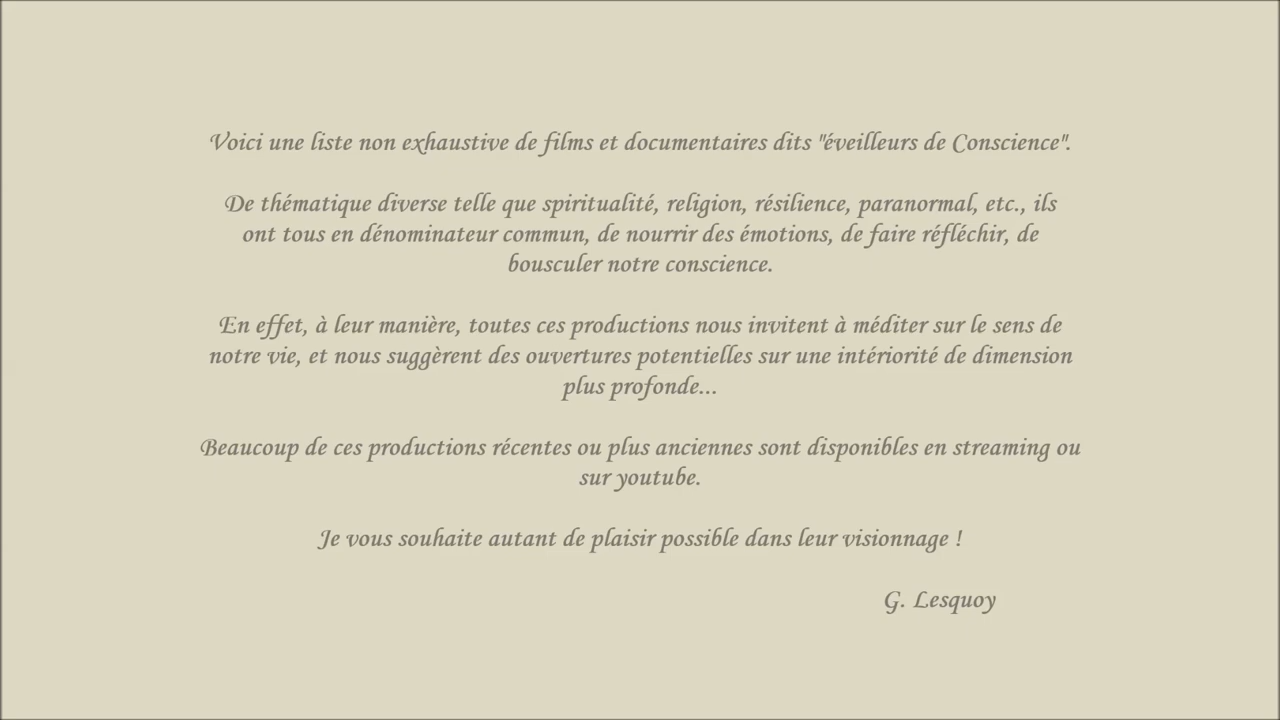 Voici une liste non exhaustive de films et documentaires dits "éveilleurs de Conscience".
De thématique diverse telle que spiritualité, religion, résilience, paranormal, etc., ils
ont tous en dénominateur commun, de nourrir des émotions, de faire réfléchir, de
bousculer notre conscience.
En effet, à leur manière, toutes ces productions nous invitent à méditer sur le sens de
notre vie, et nous suggèrent des ouvertures potentielles sur une intériorité de dimension
plus profonde...
Beaucoup de ces productions récentes ou plus anciennes sont disponibles en streaming ou
sur youtube.
Je vous souhaite autant de plaisir possible dans leur visionnage !
G. Lesquoy